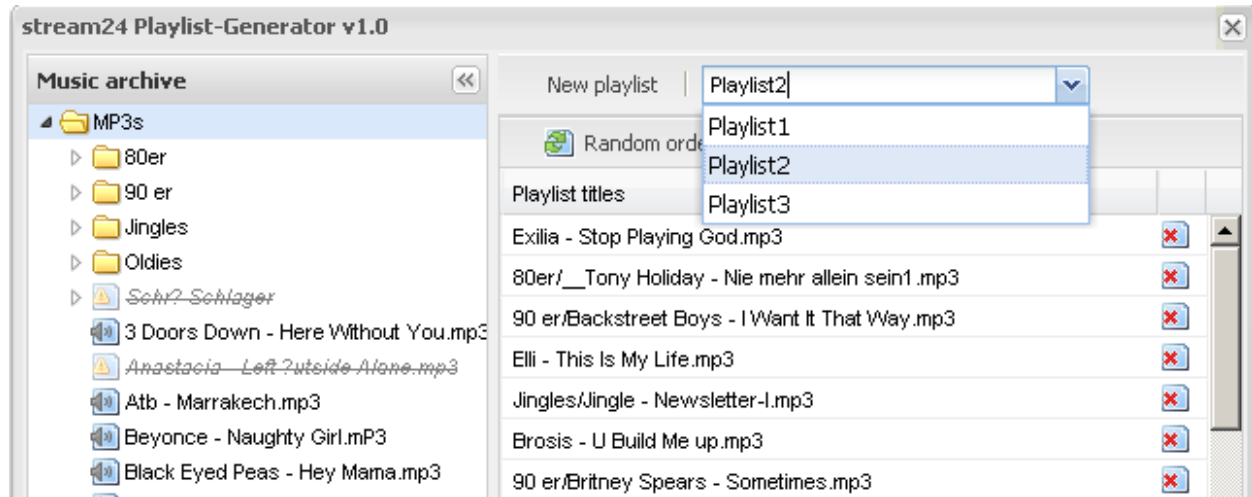 stream24 Playlist-Generator v1.0
Music archive
MP3s
80er
90 er
Jingles
Oldies
Schr? Schlager
3 Doors Down - Here Without You.mp3
Anastacia - Left ?utside Alone.mp3
Atb - Marrakech.mp3
Beyonce - Naughty Girl.mP3
Black Eyed Peas - Hey Mama.mp3
New playlist
Playlist2
Playlist1
Playlist2
Playlist3
Random orde
Playlist titles
Exilia - Stop Playing God.mp3
80er/__Tony Holiday - Nie mehr allein sein1.mp3
90 er/Backstreet Boys - I Want It That Way.mp3
Elli - This Is My Life.mp3
Jingles/Jingle - Newsletter-I.mp3
Brosis - U Build Me up.mp3
90 er/Britney Spears - Sometimes.mp3